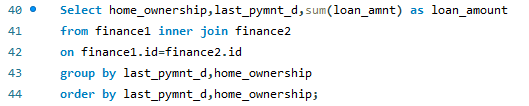 40 Select home_ownership,last_pymnt_d,sum(loan_amnt) as loan_amount
41 from finance1 inner join finance2
42 on finance1.id=finance2.id
43 group by last_pymnt_d,home_ownership
44 order by last_pymnt_d,home_ownership;